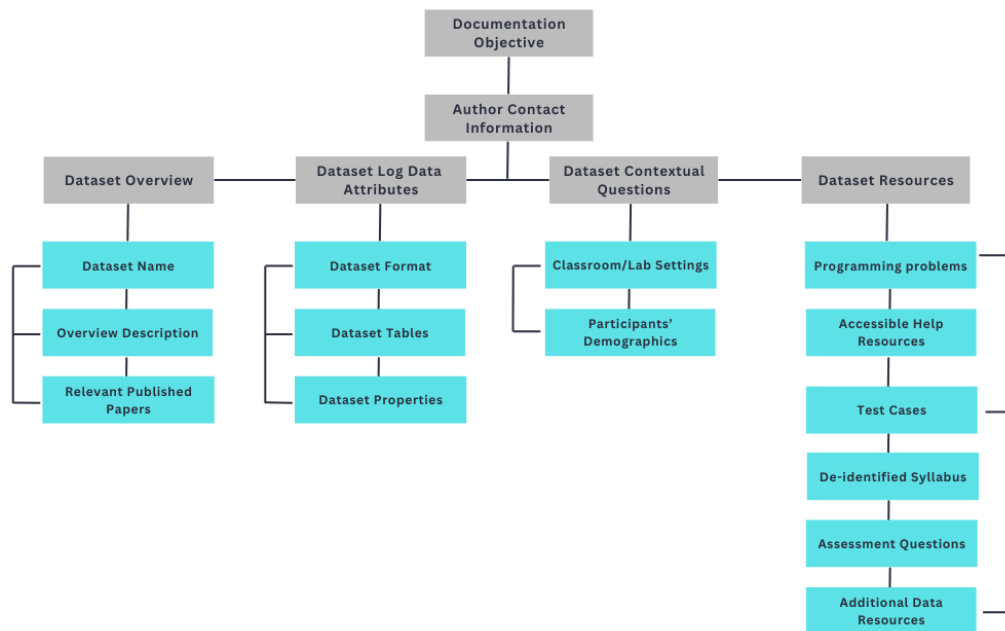 Documentation
Objective
Author Contact
Information
Dataset Overview
Dataset Log Data
Attributes
Dataset Contextual
Questions
Dataset Resources
Dataset Name
Overview Description
Relevant Published
Papers
Dataset Format
Dataset Tables
Dataset Properties
Classroom/Lab Settings
Participants’
Demographics
Programming problems
Accessible Help
Resources
Test Cases
De-identified Syllabus
Assessment Questions
Additional Data
Resources